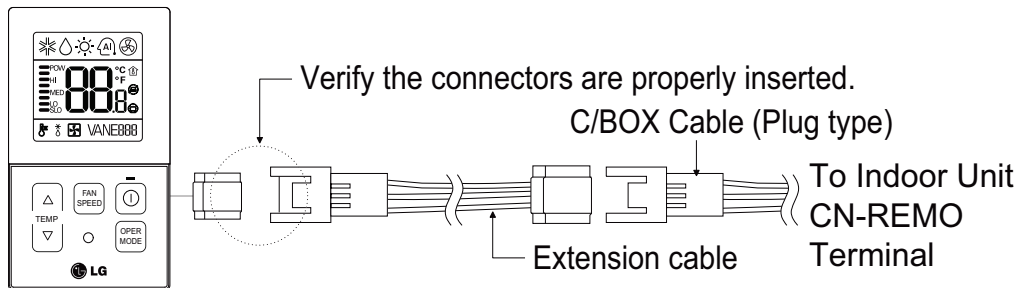 AI
POW
HI
MED
LO
SLO
88.8
°C
°F
VANE888
TEMP
FAN
SPEED
OPER
MODE
LG
Verify the connectors are properly inserted.
C/BOX Cable (Plug type)
Extension cable
To Indoor Unit
CN-REMO
Terminal